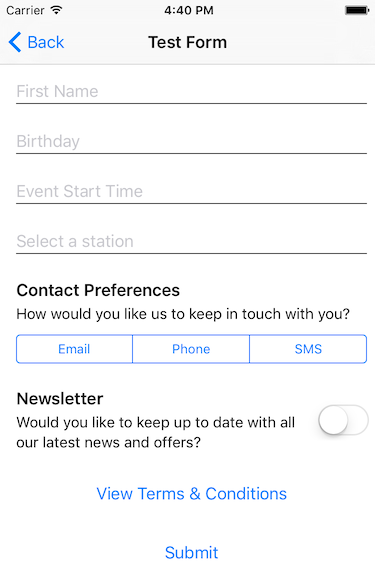 Carrier 4:40 PM
Back Test Form
First Name
Birthday
Event Start Time
Select a station
Contact Preferences
How would you like us to keep in touch with you?
Email Phone SMS
Newsletter
Would you like to keep up to date with all
our latest news and offers?
View Terms & Conditions
Submit